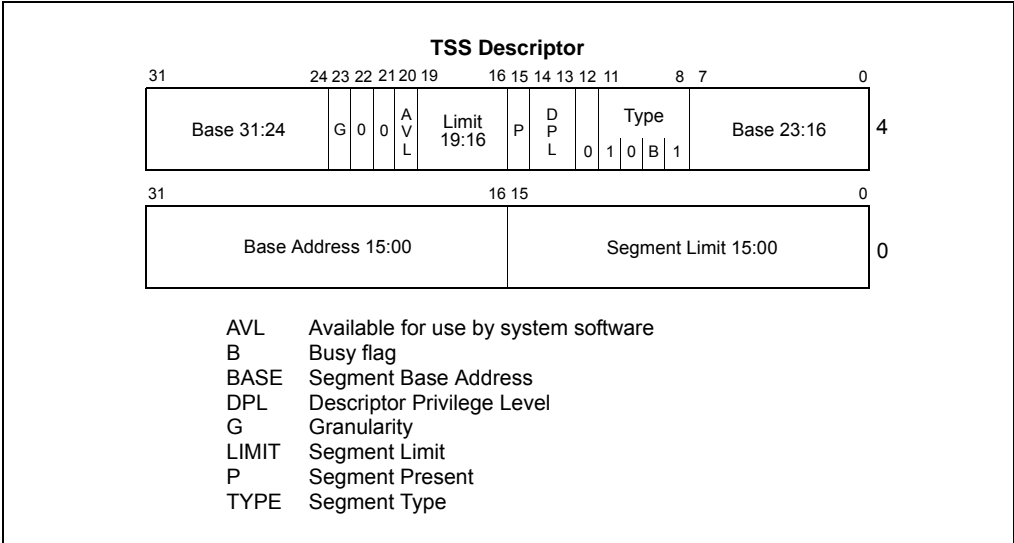 TSS Descriptor
31 24 23 22 21 20 19 16 15 14 13 12 11 8 7 0
Base 31:24 G 0 0 AVL Limit 19:16 P DPL 0 Type 1 0 B 1 Base 23:16 4
31 16 15 0
Base Address 15:00 Segment Limit 15:00 0
AVL Available for use by system software
B Busy flag
BASE Segment Base Address
DPL Descriptor Privilege Level
G Granularity
LIMIT Segment Limit
P Segment Present
TYPE Segment Type